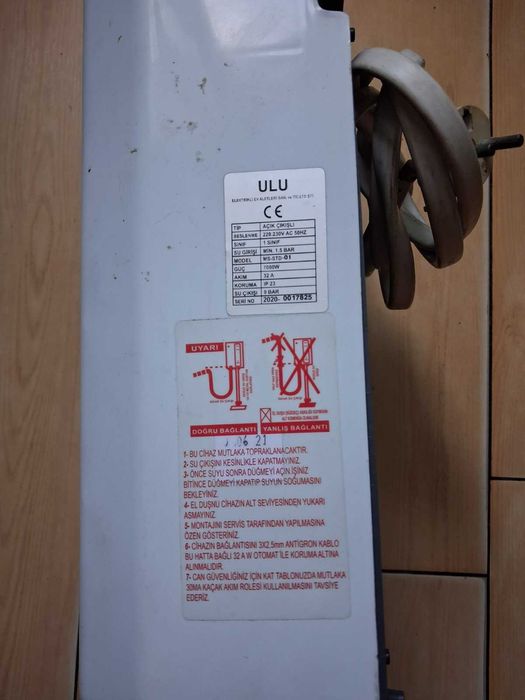 ULU
ELEKTRİKLİ EV ALETLERİ SAN. ve TİC. LTD. ŞTİ.
CE
TİP AÇIK ÇIKIŞLI
BESLENME 220-230V AC 50HZ
SINIF 1 SINIF
SU GİRİŞİ MİN. 1,5 BAR
MODEL MS-STD-01
GÜÇ 7000W
AKIM 32 A
KORUMA IP 23
SU ÇIKIŞI 0 BAR
SERİ NO 2020- 0017825
UYARI
DOĞRU BAĞLANTI YANLIŞ BAĞLANTI
06 21
1- BU CİHAZ MUTLAKA TOPRAKLANACAKTIR.
2- SU ÇIKIŞINI KESİNLİKLE KAPATMAYINIZ.
3- ÖNCE SUYU SONRA DÜĞMEYİ AÇIN.İŞİNİZ
BİTİNCE DÜĞMEYİ KAPATIP SUYUN SOĞUMASINI
BEKLEYİNİZ.
4- EL DUŞNU CİHAZIN ALT SEVİYESİNDEN YUKARI
ASMAYINIZ.
5- MONTAJINI SERVİS TARAFINDAN YAPILMASINA
ÖZEN GÖSTERİNİZ.
6- CİHAZIN BAĞLANTISINI 3X2,5mm ANTİGRON KABLO
BU HATTA BAĞLI 32 A W OTOMAT İLE KORUMA ALTINA
ALINMALIDIR.
7- CAN GÜVENLİĞİNİZ İÇİN KAT TABLONUZDA MUTLAKA
30MA KAÇAK AKIM ROLESİ KULLANILMASINI TAVSİYE
EDERİZ.